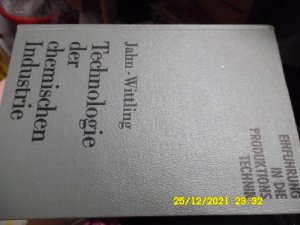 Jahn · Wittling
Technologie
der
chemischen
Industrie
EINFÜHRUNG
IN DIE
PRODUKTIONS
TECHNIK
25/12/2021 23:32